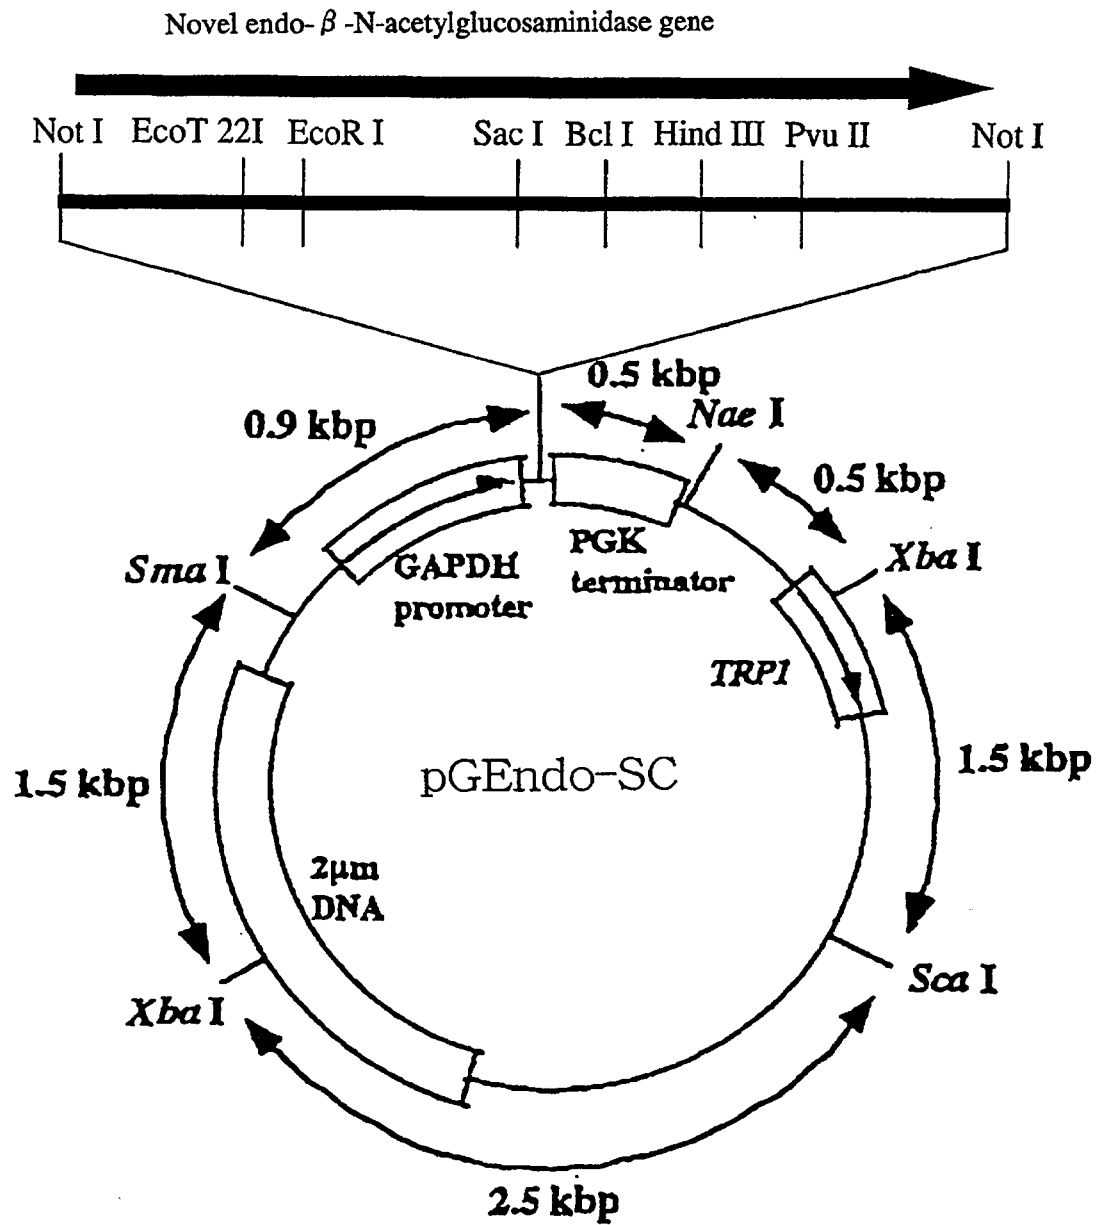 Novel endo-β-N-acetylglucosaminidase gene
Not I EcoT 22I EcoR I Sac I Bcl I Hind III Pvu II Not I
0.5 kbp
0.9 kbp
Nae I
0.5 kbp
Sma I
GAPDH
promoter
PGK
terminator
Xba I
TRP1
1.5 kbp
pGEndo-SC
1.5 kbp
2μm
DNA
Xba I
Sca I
2.5 kbp